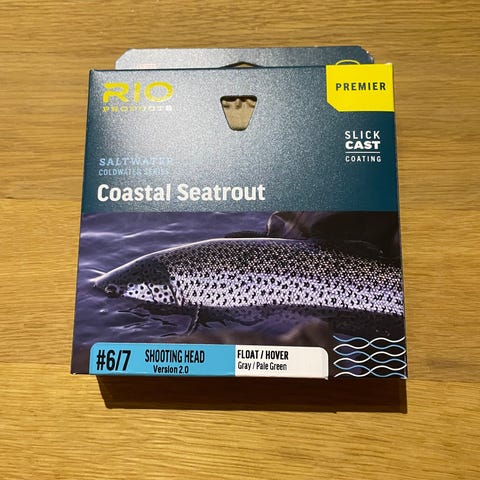 RIO
PRODUCTS
PREMIER
SLICK
CAST
COATING
SALTWATER
COLDWATER SERIES
Coastal Seatrout
#6/7
SHOOTING HEAD
Version 2.0
FLOAT / HOVER
Gray / Pale Green